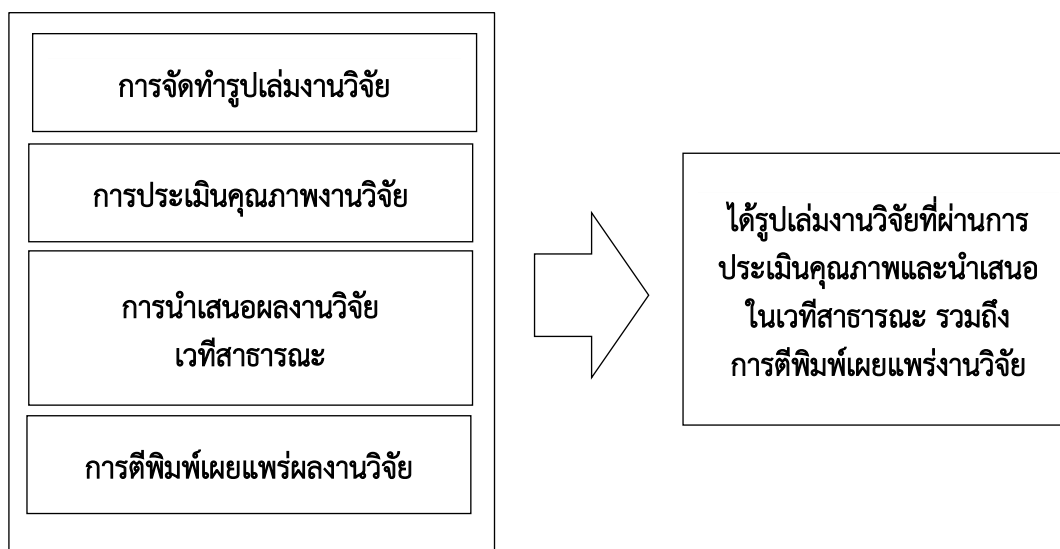 การจัดทำรูปเล่มงานวิจัย
การประเมินคุณภาพงานวิจัย
การนำเสนอผลงานวิจัย
เวทีสาธารณะ
การตีพิมพ์เผยแพร่ผลงานวิจัย
ได้รูปเล่มงานวิจัยที่ผ่านการ
ประเมินคุณภาพและนำเสนอ
ในเวทีสาธารณะ รวมถึง
การตีพิมพ์เผยแพร่งานวิจัย